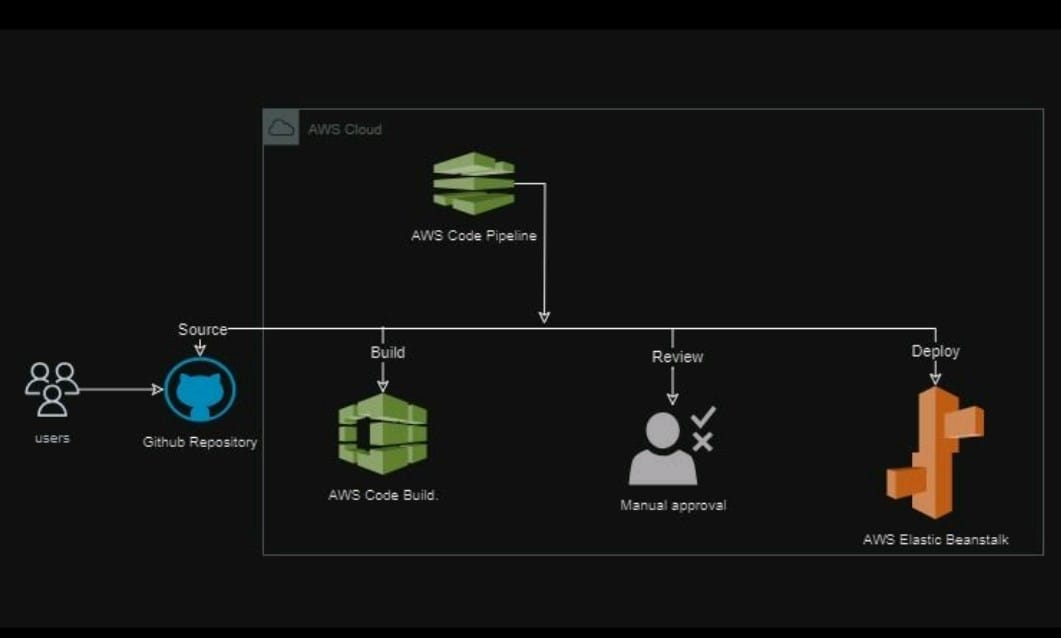 AWS Cloud
AWS Code Pipeline
Source
Build
Review
Deploy
users
Github Repository
AWS Code Build.
Manual approval
AWS Elastic Beanstalk